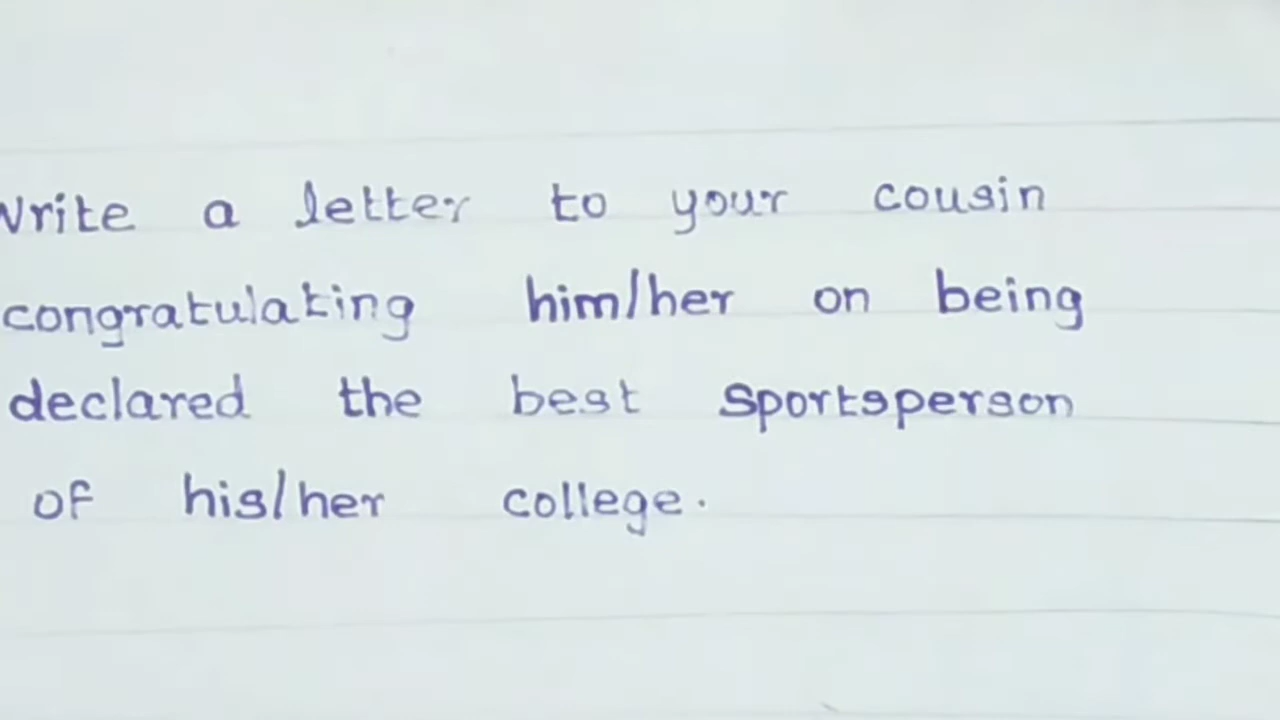 Write a letter to your cousin
congratulating him/her on being
declared the best sportsperson
of his/her college.